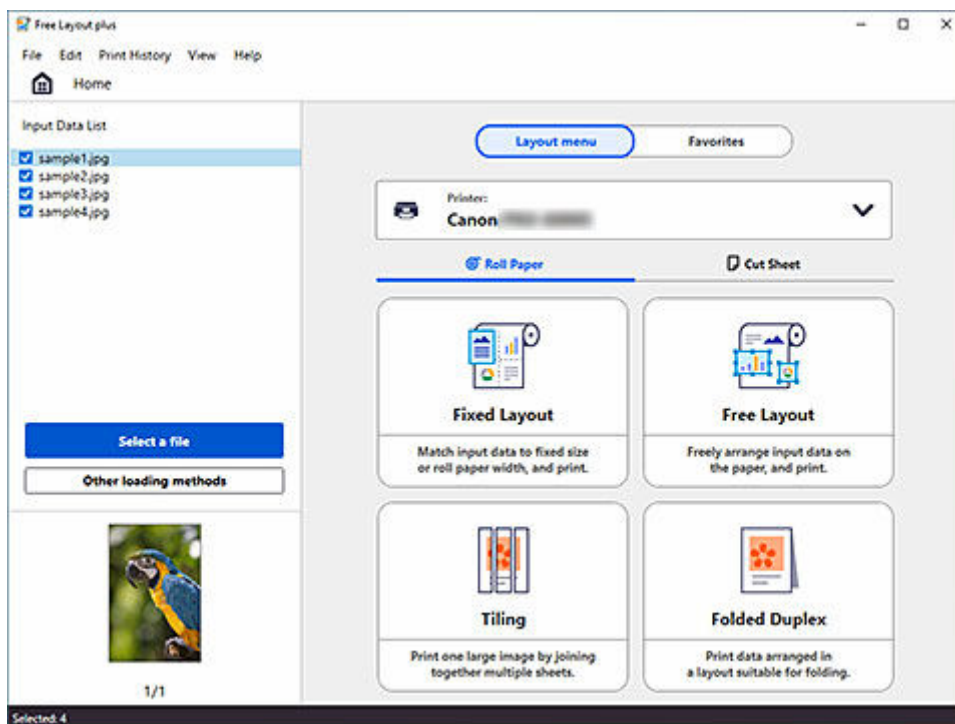 Free Layout plus
File Edit Print History View Help
Home
Input Data List
sample1.jpg
sample2.jpg
sample3.jpg
sample4.jpg
Select a file
Other loading methods
1/1
Selected: 4
Layout menu Favorites
Printer:
Canon
Roll Paper Cut Sheet
Fixed Layout
Match input data to fixed size
or roll paper width, and print.
Free Layout
Freely arrange input data on
the paper, and print.
Tiling
Print one large image by joining
together multiple sheets.
Folded Duplex
Print data arranged in
a layout suitable for folding.